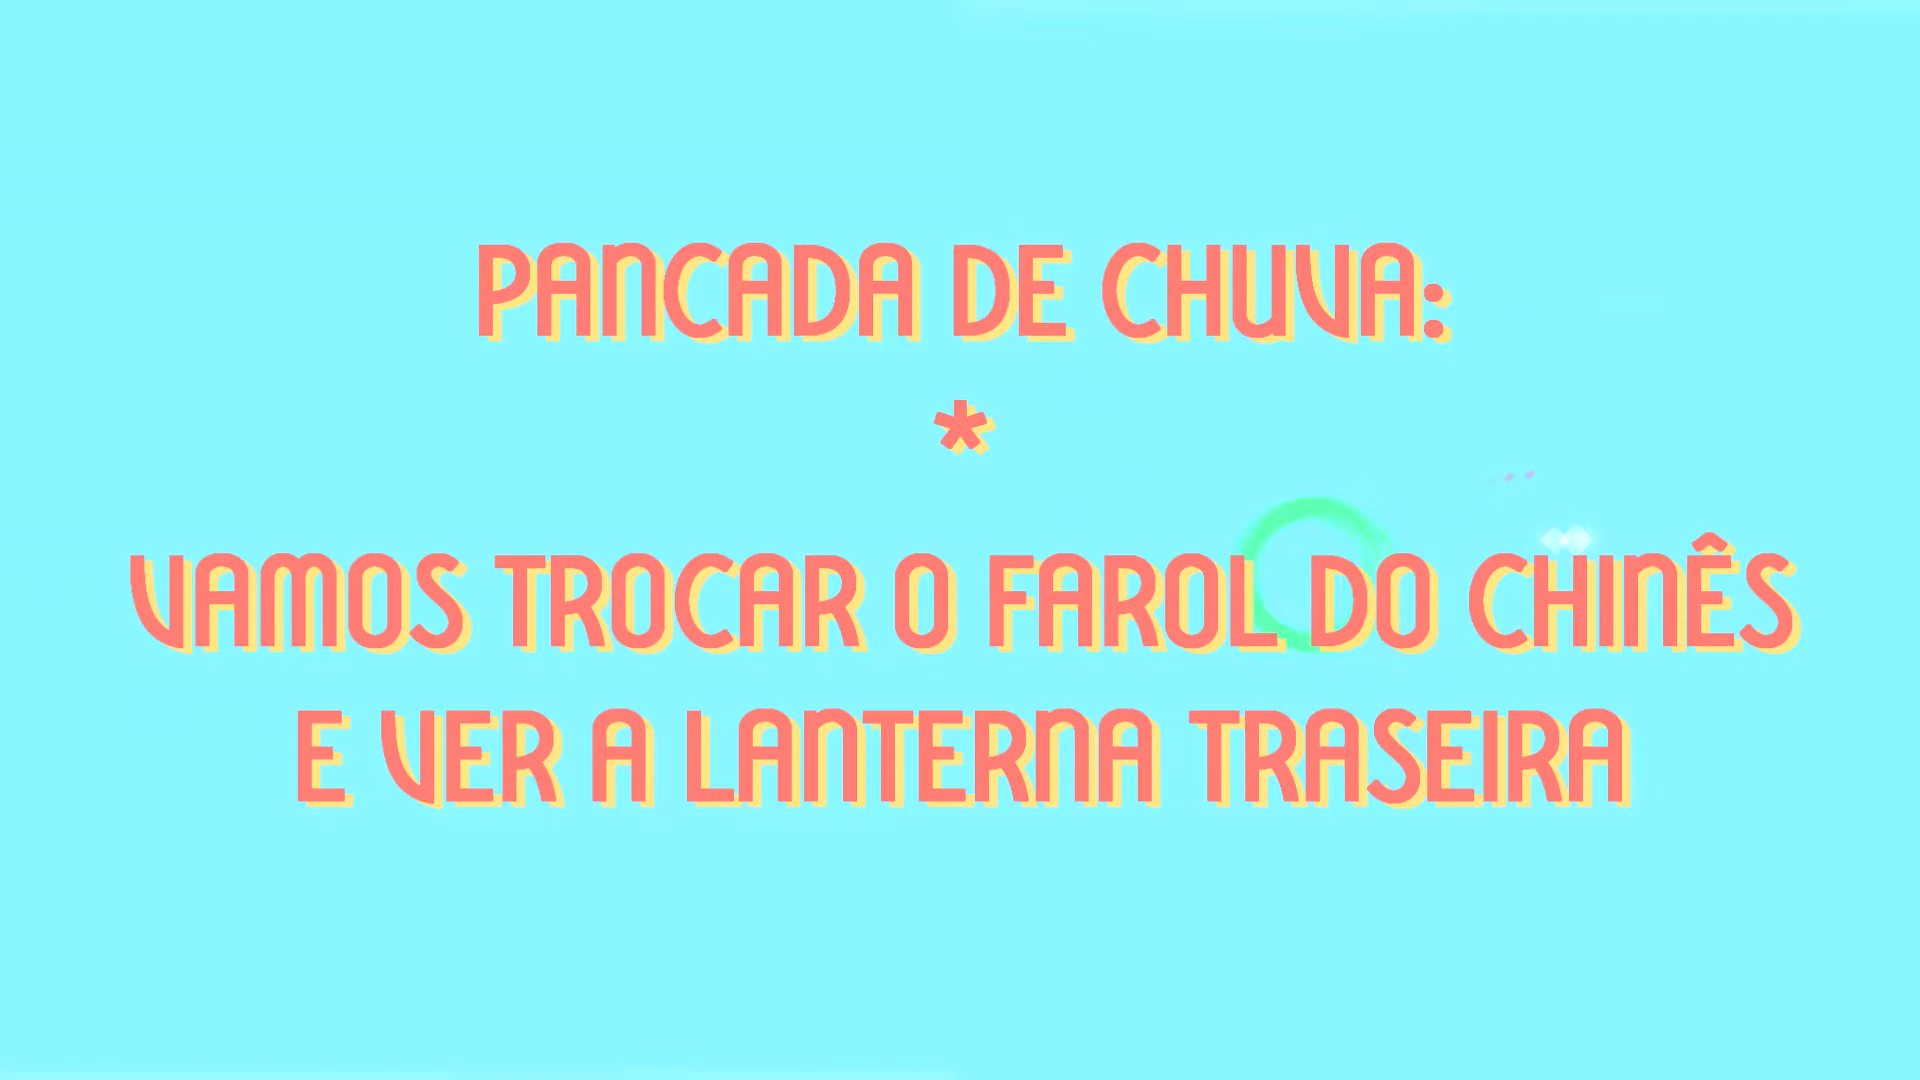 PANCADA DE CHUVA:
*
VAMOS TROCAR O FAROL DO CHINÊS
E VER A LANTERNA TRASEIRA